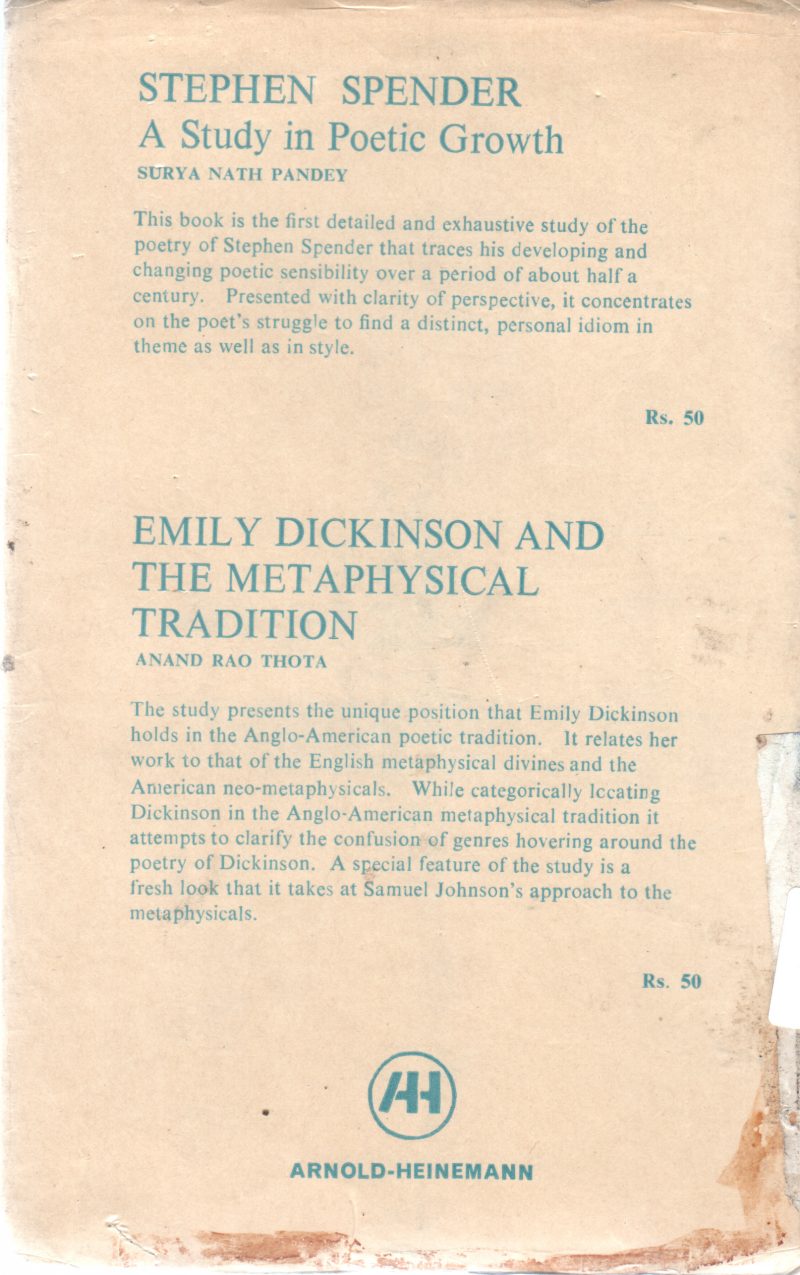 STEPHEN SPENDER
A Study in Poetic Growth
SURYA NATH PANDEY
This book is the first detailed and exhaustive study of the
poetry of Stephen Spender that traces his developing and
changing poetic sensibility over a period of about half a
century. Presented with clarity of perspective, it concentrates
on the poet's struggle to find a distinct, personal idiom in
theme as well as in style.
Rs. 50
EMILY DICKINSON AND
THE METAPHYSICAL
TRADITION
ANAND RAO THOTA
The study presents the unique position that Emily Dickinson
holds in the Anglo-American poetic tradition. It relates her
work to that of the English metaphysical divines and the
American neo-metaphysicals. While categorically lccating
Dickinson in the Anglo-American metaphysical tradition it
attempts to clarify the confusion of genres hovering around the
poetry of Dickinson. A special feature of the study is a
fresh look that it takes at Samuel Johnson's approach to the
metaphysicals.
Rs. 50
AH
ARNOLD-HEINEMANN